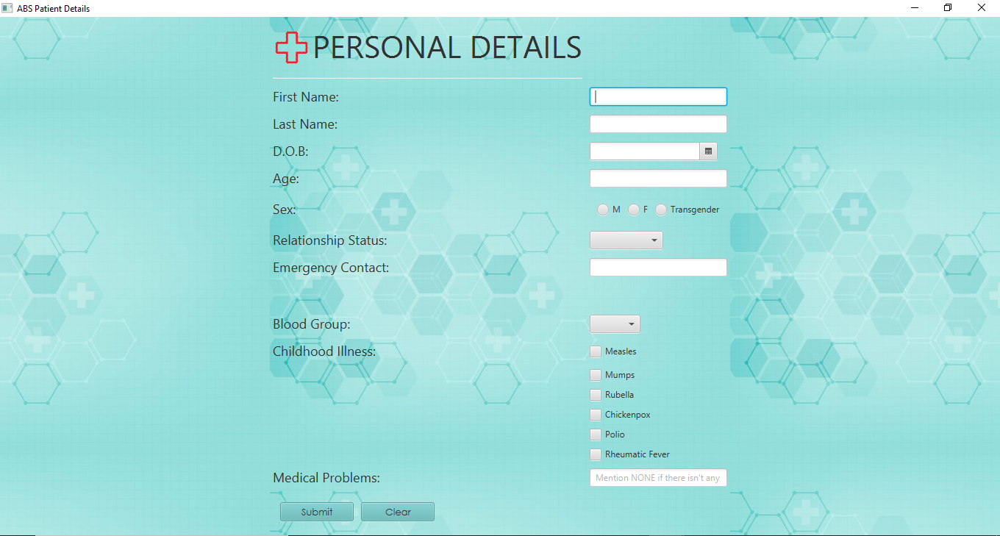 ABS Patient Details
PERSONAL DETAILS
First Name:
Last Name:
D.O.B:
Age:
Sex: M F Transgender
Relationship Status:
Emergency Contact:
Blood Group:
Childhood Illness: Measles
Mumps
Rubella
Chickenpox
Polio
Rheumatic Fever
Medical Problems: Mention NONE if there isn't any
Submit Clear